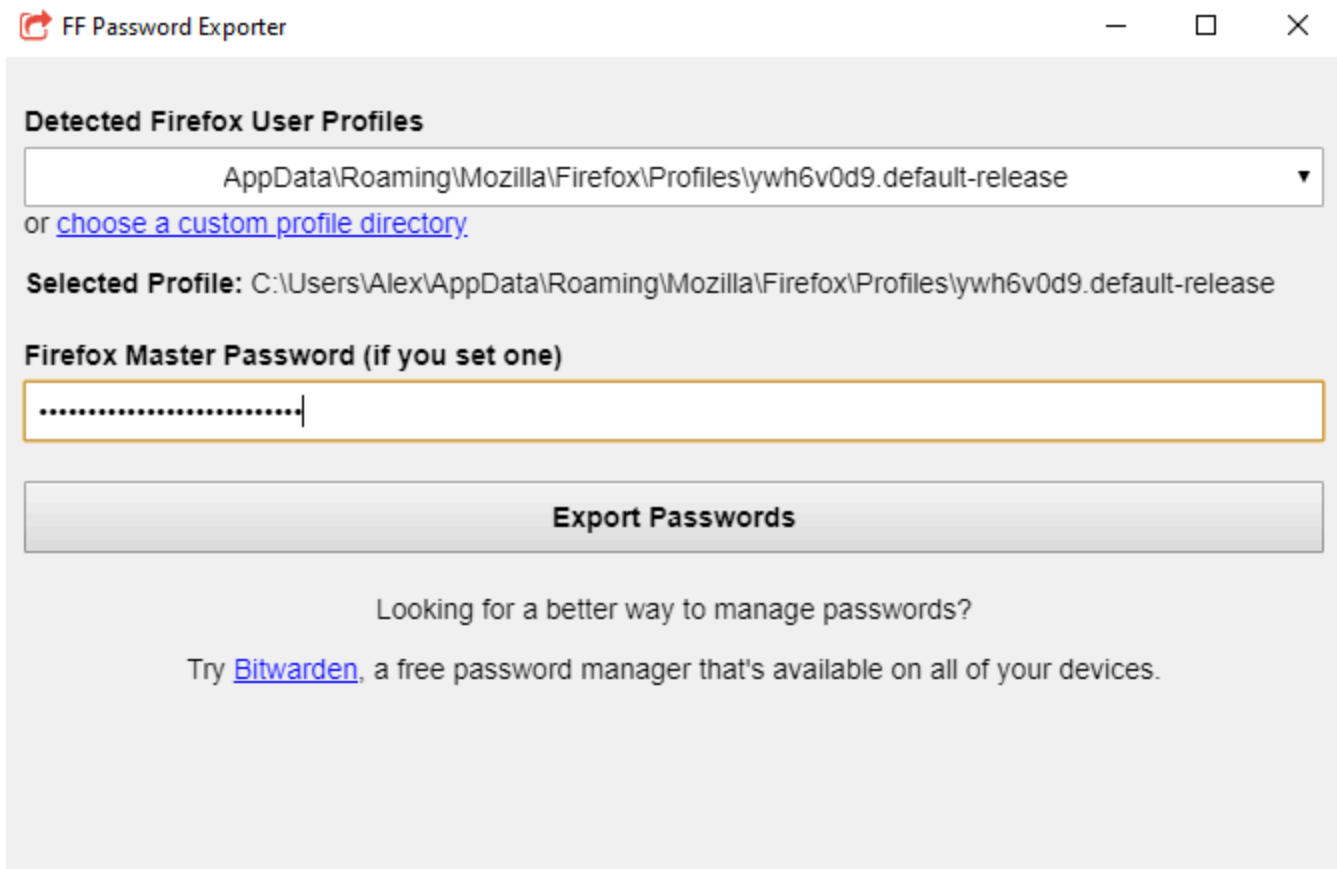 FF Password Exporter
Detected Firefox User Profiles
AppData\Roaming\Mozilla\Firefox\Profiles\ywh6v0d9.default-release
or choose a custom profile directory
Selected Profile: C:\Users\Alex\AppData\Roaming\Mozilla\Firefox\Profiles\ywh6v0d9.default-release
Firefox Master Password (if you set one)
•••••••••••••••••••••••••••
Export Passwords
Looking for a better way to manage passwords?
Try Bitwarden, a free password manager that's available on all of your devices.